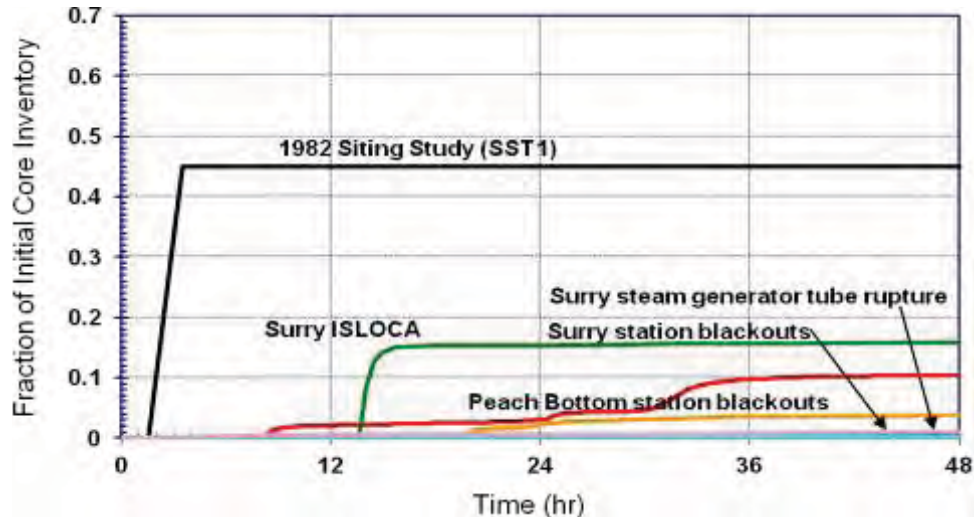 Fraction of Initial Core Inventory
0.7
0.6
0.5
0.4
0.3
0.2
0.1
0
1982 Siting Study (SST1)
Surry steam generator tube rupture
Surry ISLOCA
Surry station blackouts
Peach Bottom station blackouts
0 12 24 36 48
Time (hr)